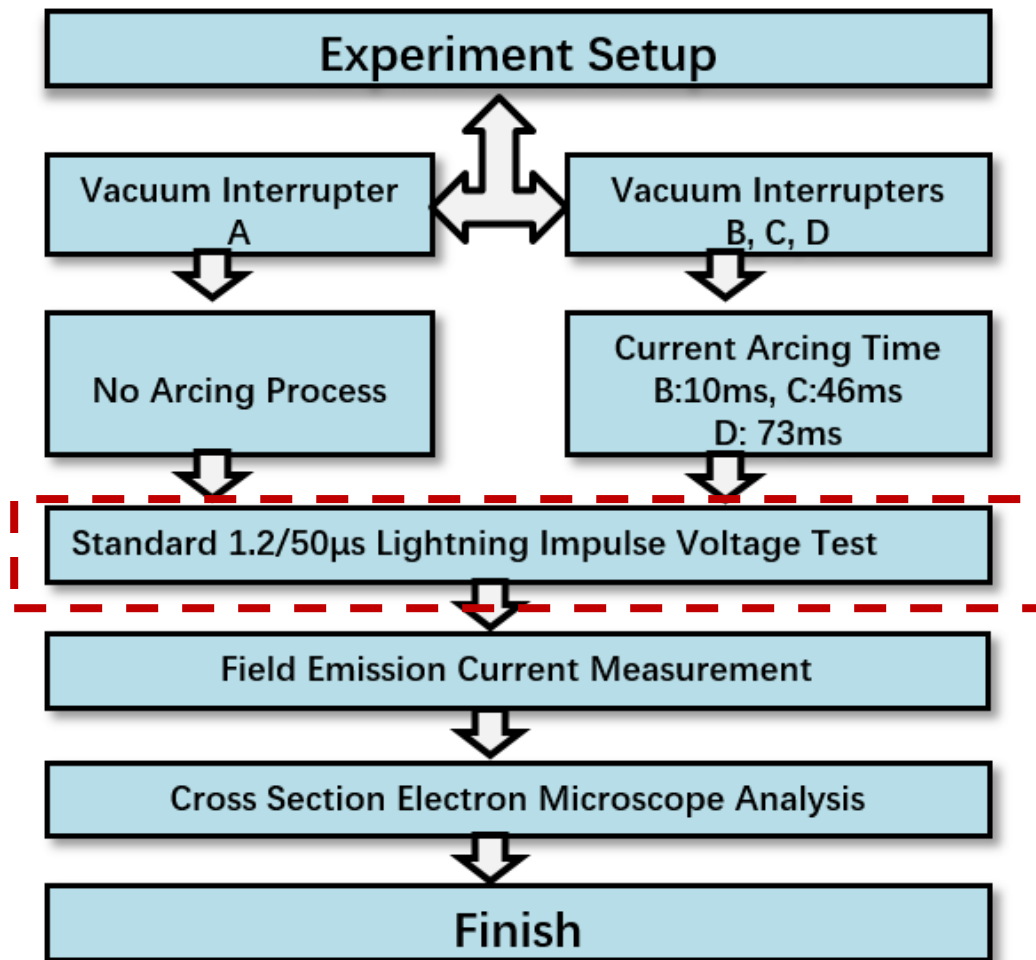 Experiment Setup
Vacuum Interrupter
A
Vacuum Interrupters
B, C, D
No Arcing Process
Current Arcing Time
B:10ms, C:46ms
D: 73ms
Standard 1.2/50μs Lightning Impulse Voltage Test
Field Emission Current Measurement
Cross Section Electron Microscope Analysis
Finish